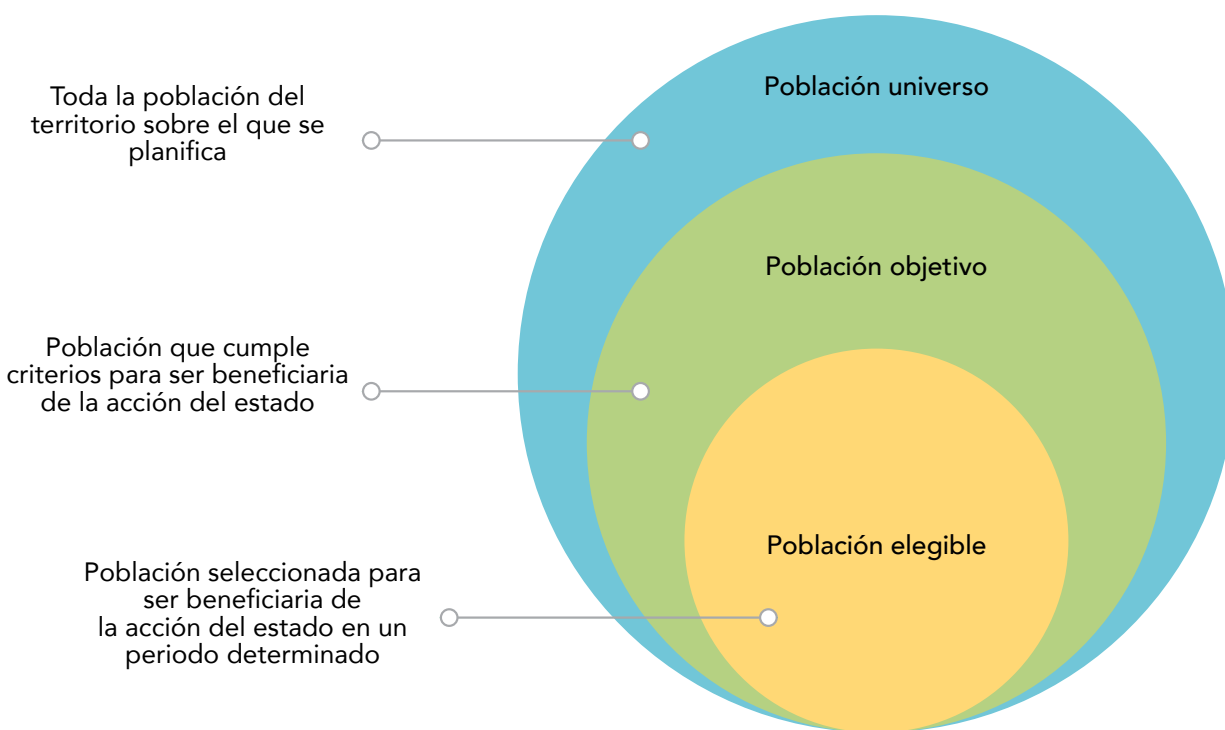 Población universo
Toda la población del
territorio sobre el que se
planifica
Población objetivo
Población que cumple
criterios para ser beneficiaria
de la acción del estado
Población elegible
Población seleccionada para
ser beneficiaria de
la acción del estado en un
periodo determinado